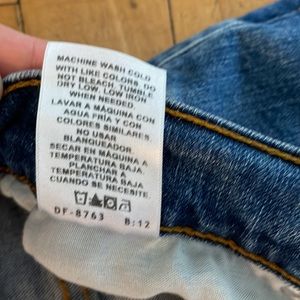 MACHINE WASH COLD
WITH LIKE COLORS. DO
NOT BLEACH. TUMBLE
DRY LOW, LOW IRON
WHEN NEEDED.
LAVAR A MÁQUINA CON
AGUA FRIA Y CON
COLORES SIMILARES
NO USAR
BLANQUEADOR
SECAR EN MÁQUINA A
TEMPERATURA BAJA
PLANCHAR A
TEMPERATURA BAJA
CUANDO SE NECESITE
DF-8763 B:12